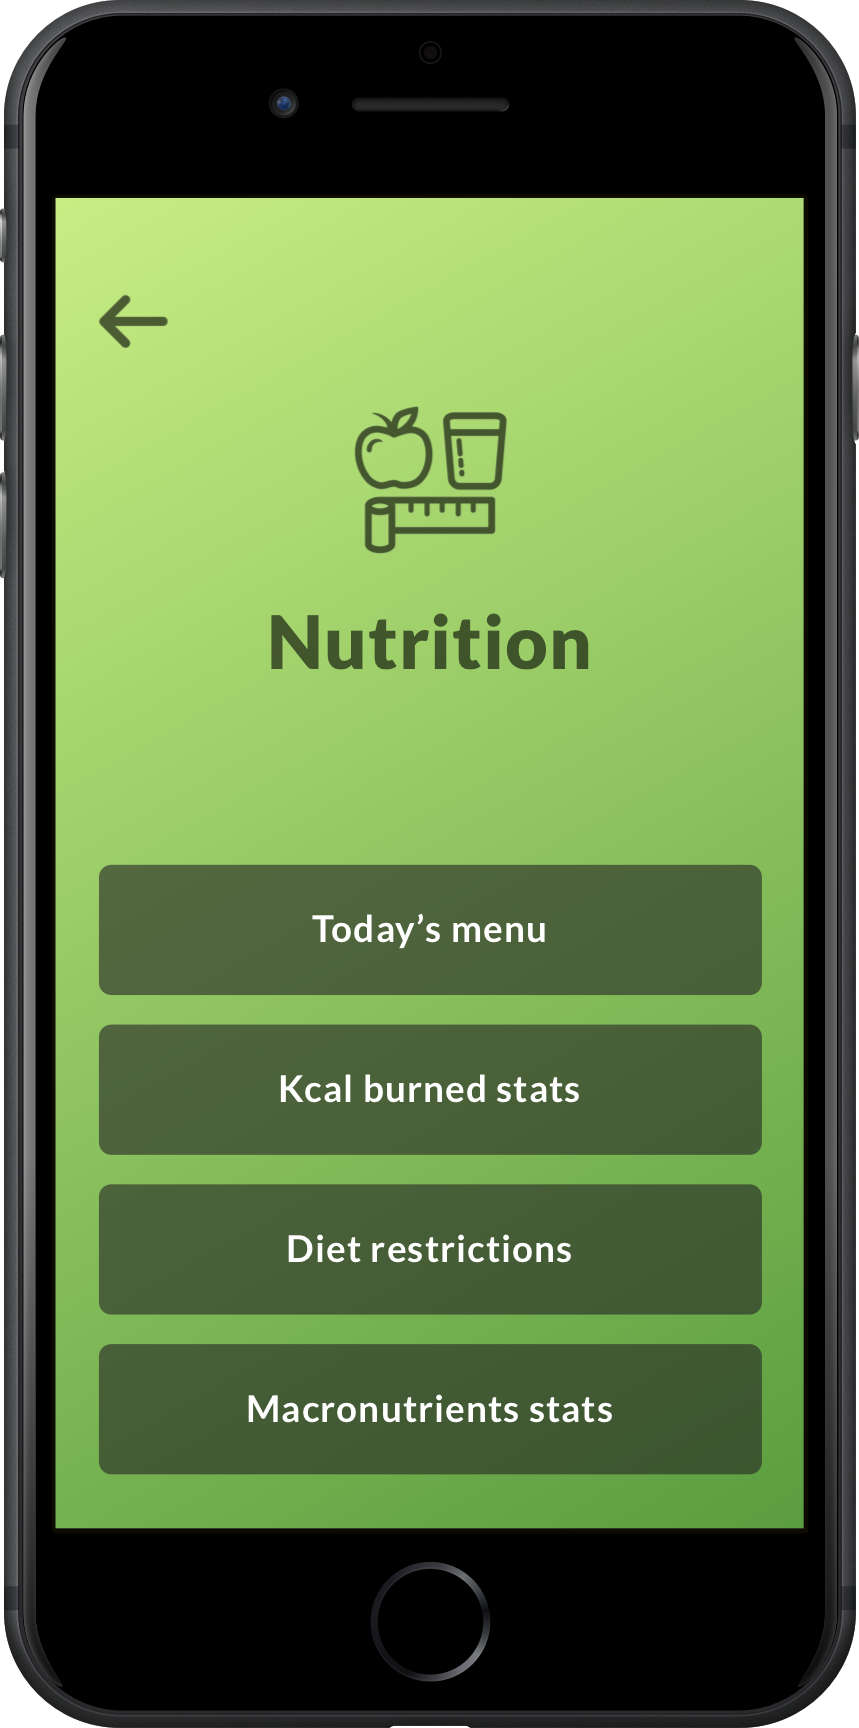 Nutrition
Today’s menu
Kcal burned stats
Diet restrictions
Macronutrients stats